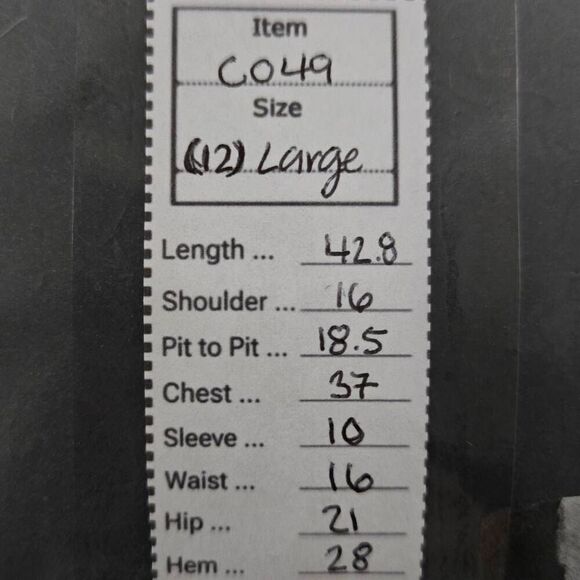 Item
C049
Size
(12) Large
Length ... 42.8
Shoulder ... 16
Pit to Pit ... 18.5
Chest ... 37
Sleeve ... 10
Waist ... 16
Hip ... 21
Hem ... 28